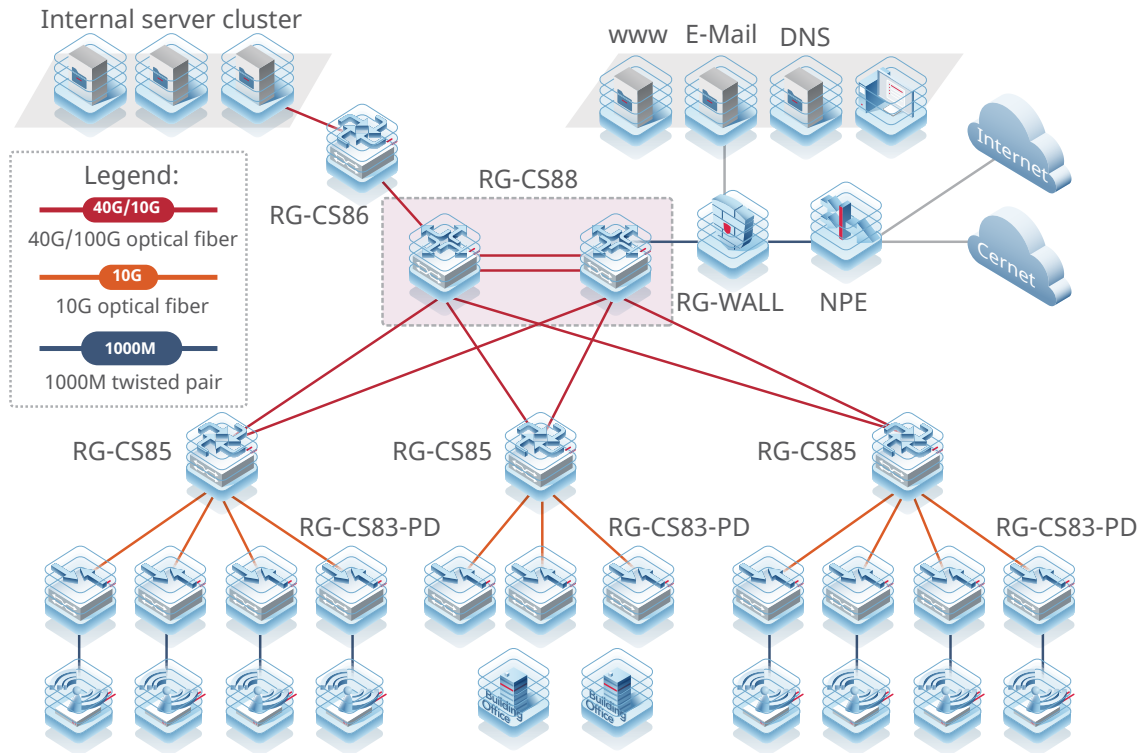 Internal server cluster
www
E-Mail
DNS
Internet
Cernet
RG-CS86
RG-CS88
RG-WALL
NPE
Legend:
40G/10G
40G/100G optical fiber
10G
10G optical fiber
1000M
1000M twisted pair
RG-CS85
RG-CS85
RG-CS85
RG-CS83-PD
RG-CS83-PD
RG-CS83-PD
Building
Office
Building
Office